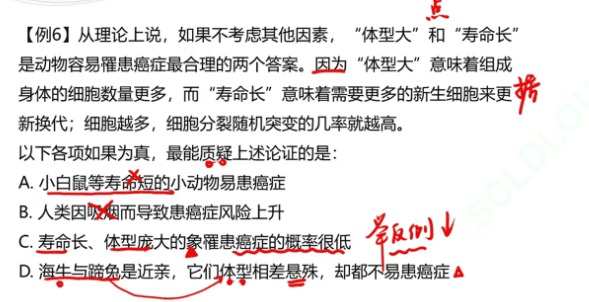 点
【例6】从理论上说，如果不考虑其他因素，“体型大”和“寿命长”
是动物容易罹患癌症最合理的两个答案。因为“体型大”意味着组成
身体的细胞数量更多，而“寿命长”意味着需要更多的新生细胞来更
新换代；细胞越多，细胞分裂随机突变的几率就越高。
以下各项如果为真，最能质疑上述论证的是：
A. 小白鼠等寿命短的小动物易患癌症
B. 人类因吸烟而导致患癌症风险上升
C. 寿命长、体型庞大的象罹患癌症的概率很低
举反例↓
D. 海牛与蹄兔是近亲，它们体型相差悬殊，却都不易患癌症